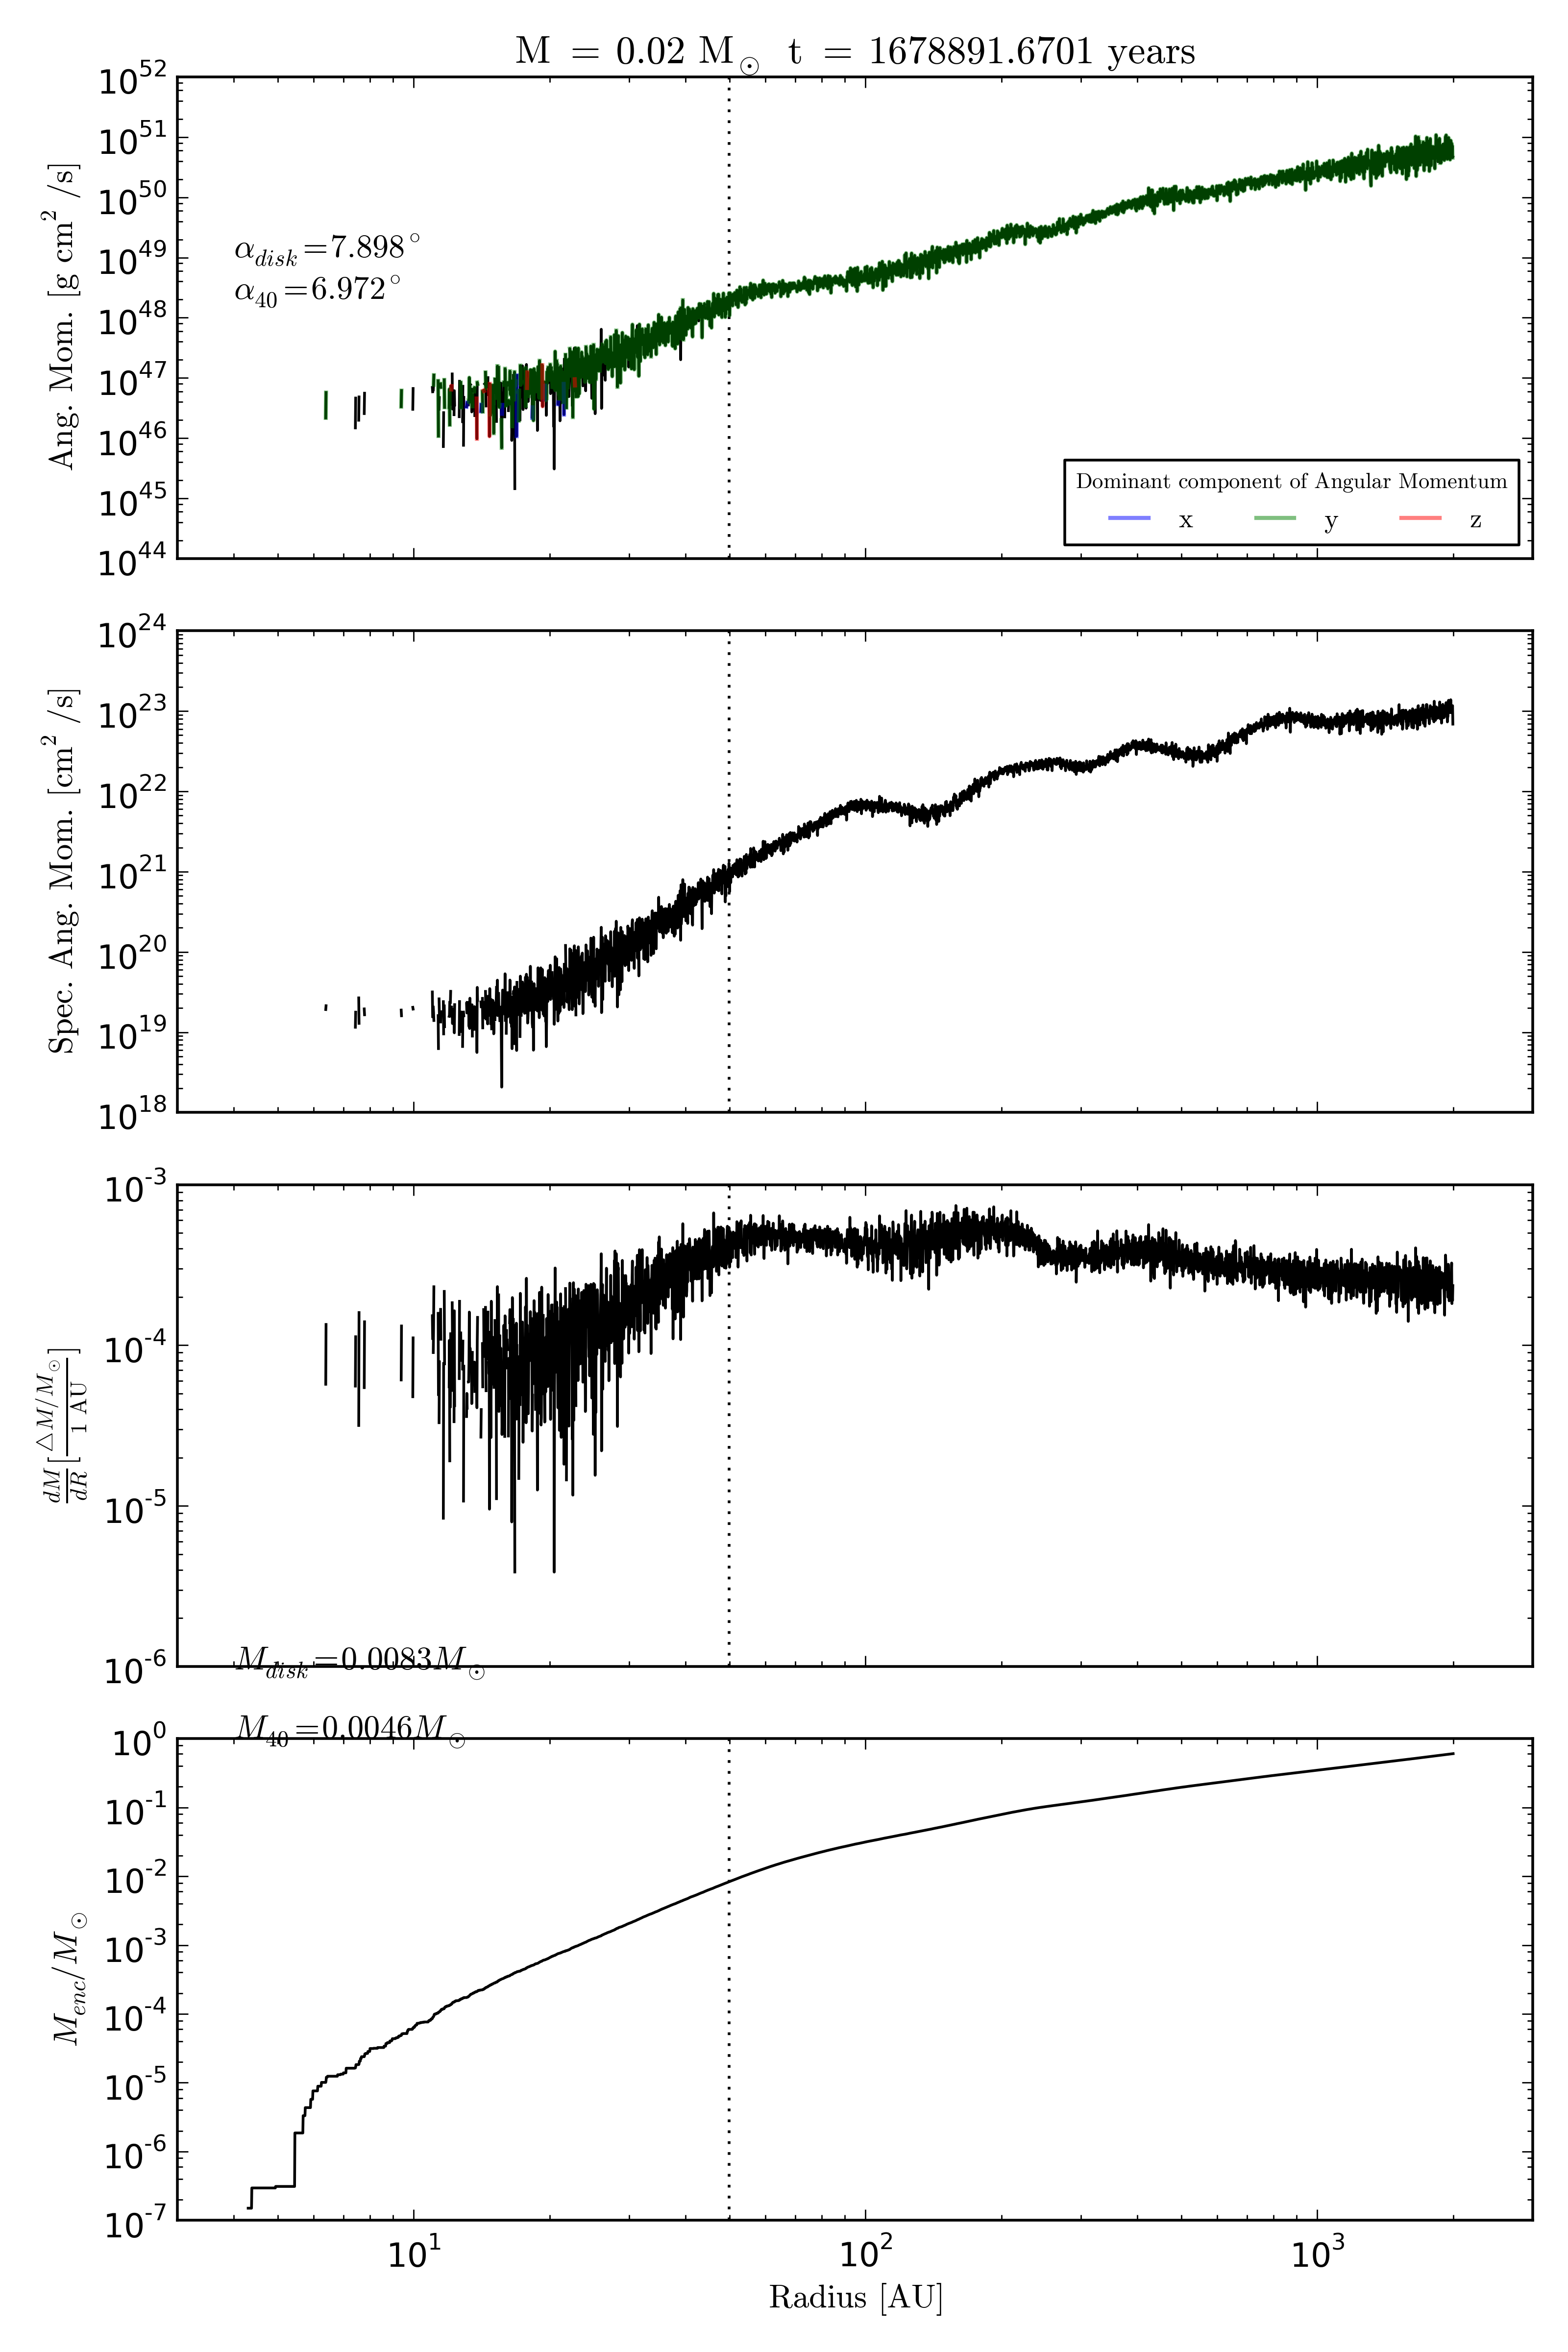 M = 0.02 M⊙ t = 1678891.6701 years
10^52
10^51
10^50
10^49
10^48
10^47
10^46
10^45
10^44
Ang. Mom. [g cm^2 /s]
α_disk=7.898°
α_40=6.972°
Dominant component of Angular Momentum
x y z
10^24
10^23
10^22
10^21
10^20
10^19
10^18
Spec. Ang. Mom. [cm^2 /s]
10^-3
10^-4
10^-5
10^-6
dM/dR [△M/M⊙ / 1 AU]
M_disk=0.0083M⊙
M_40=0.0046M⊙
10^0
10^-1
10^-2
10^-3
10^-4
10^-5
10^-6
10^-7
M_enc/M⊙
10^1 10^2 10^3
Radius [AU]